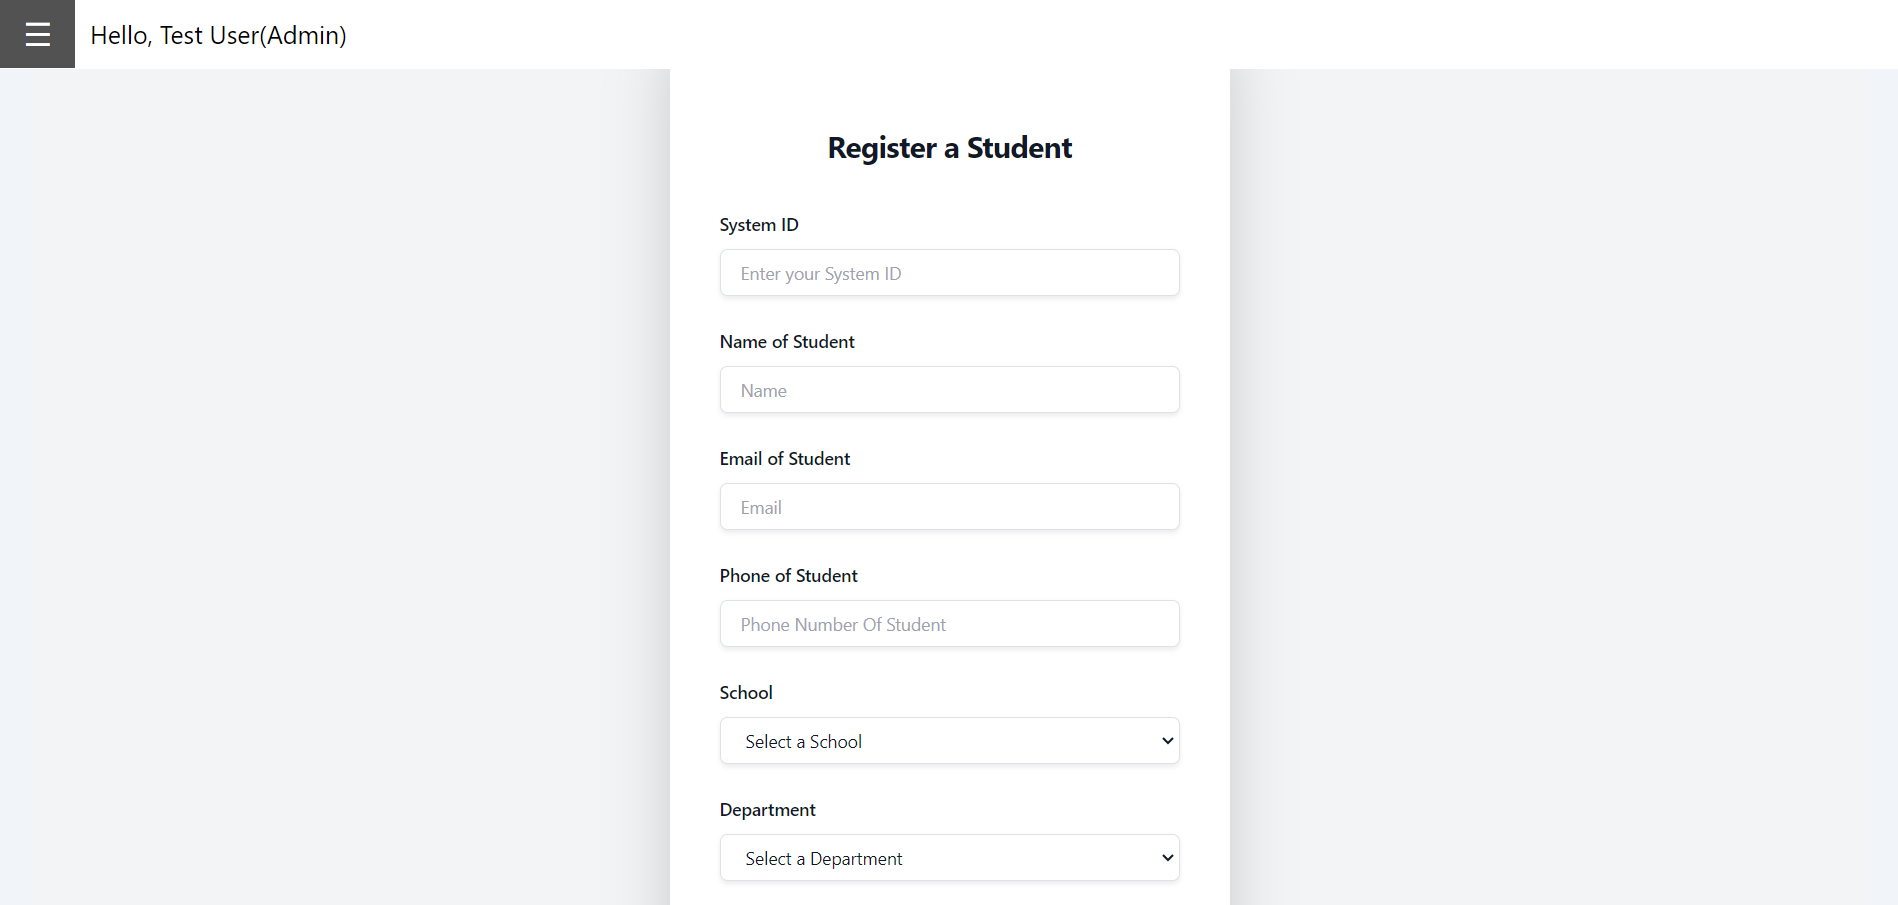 Hello, Test User(Admin)
Register a Student
System ID
Enter your System ID
Name of Student
Name
Email of Student
Email
Phone of Student
Phone Number Of Student
School
Select a School
Department
Select a Department